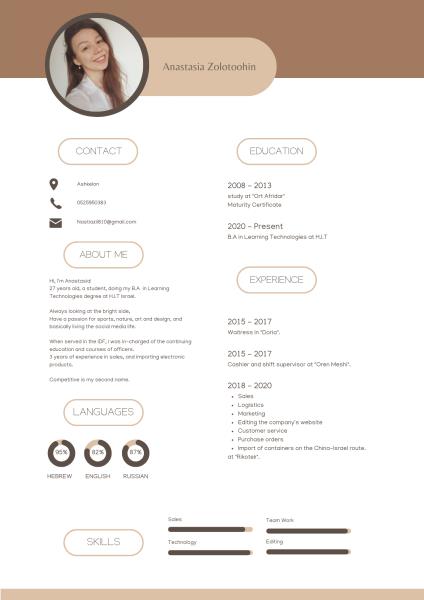 Anastasia Zolotoohin
CONTACT
Ashkelon
0525950383
Nastiazil810@gmail.com
ABOUT ME
Hi, I'm Anastasia!
27 years old, a student, doing my B.A. in Learning
Technologies degree at H.I.T Israel.
Always looking at the bright side,
Have a passion for sports, nature, art and design, and
basically living the social media life.
When served in the IDF, I was in-charged of the continuing
education and courses of officers.
3 years of experience in sales, and importing electronic
products.
Competitive is my second name.
LANGUAGES
95%
82%
87%
HEBREW
ENGLISH
RUSSIAN
EDUCATION
2008 – 2013
study at "Ort Afridar"
Maturity Certificate
2020 – Present
B.A in Learning Technologies at H.I.T
EXPERIENCE
2015 – 2017
Waitress in "Doria".
2015 – 2017
Cashier and shift supervisor at "Oren Meshi".
2018 – 2020
• Sales
• Logistics
• Marketing
• Editing the company's website
• Customer service
• Purchase orders
• Import of containers on the China-Israel route.
at "Rikotek".
SKILLS
Sales
Team Work
Technology
Editing